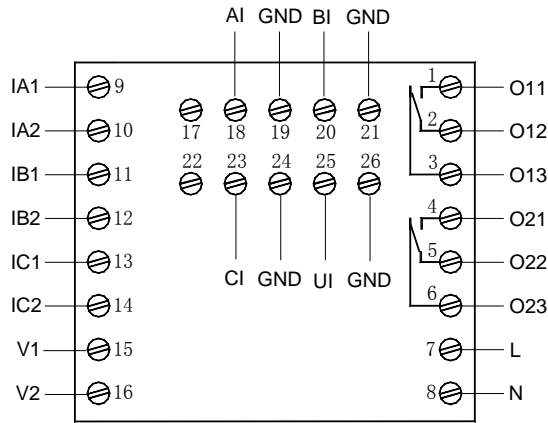 AI GND BI GND
IA1 9 1 O11
IA2 10 17 18 19 20 21 2 O12
IB1 11 22 23 24 25 26 3 O13
IB2 12 4 O21
IC1 13 CI GND UI GND 5 O22
IC2 14 6 O23
V1 15 7 L
V2 16 8 N